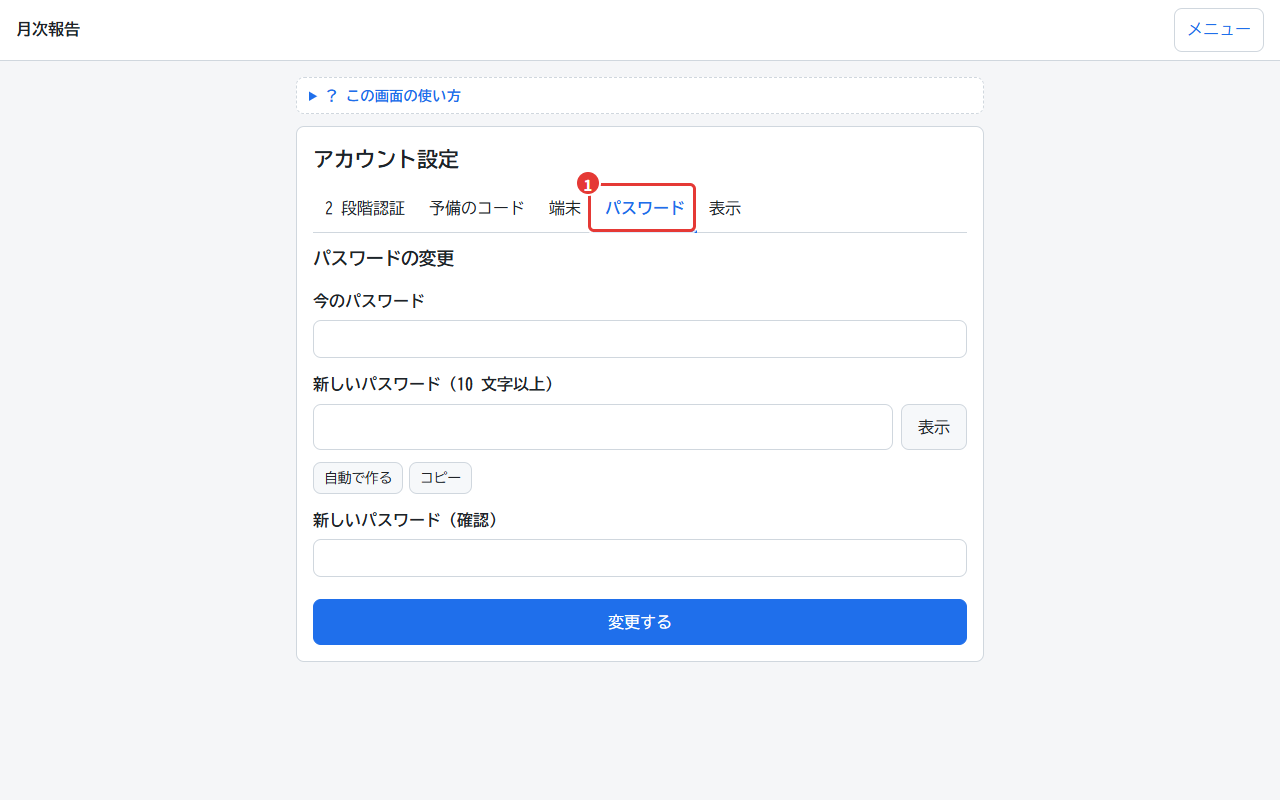 月次報告
メニュー
▶ ? この画面の使い方
アカウント設定
1
2 段階認証 予備のコード 端末 パスワード 表示
パスワードの変更
今のパスワード
新しいパスワード（10 文字以上）
表示
自動で作る コピー
新しいパスワード（確認）
変更する